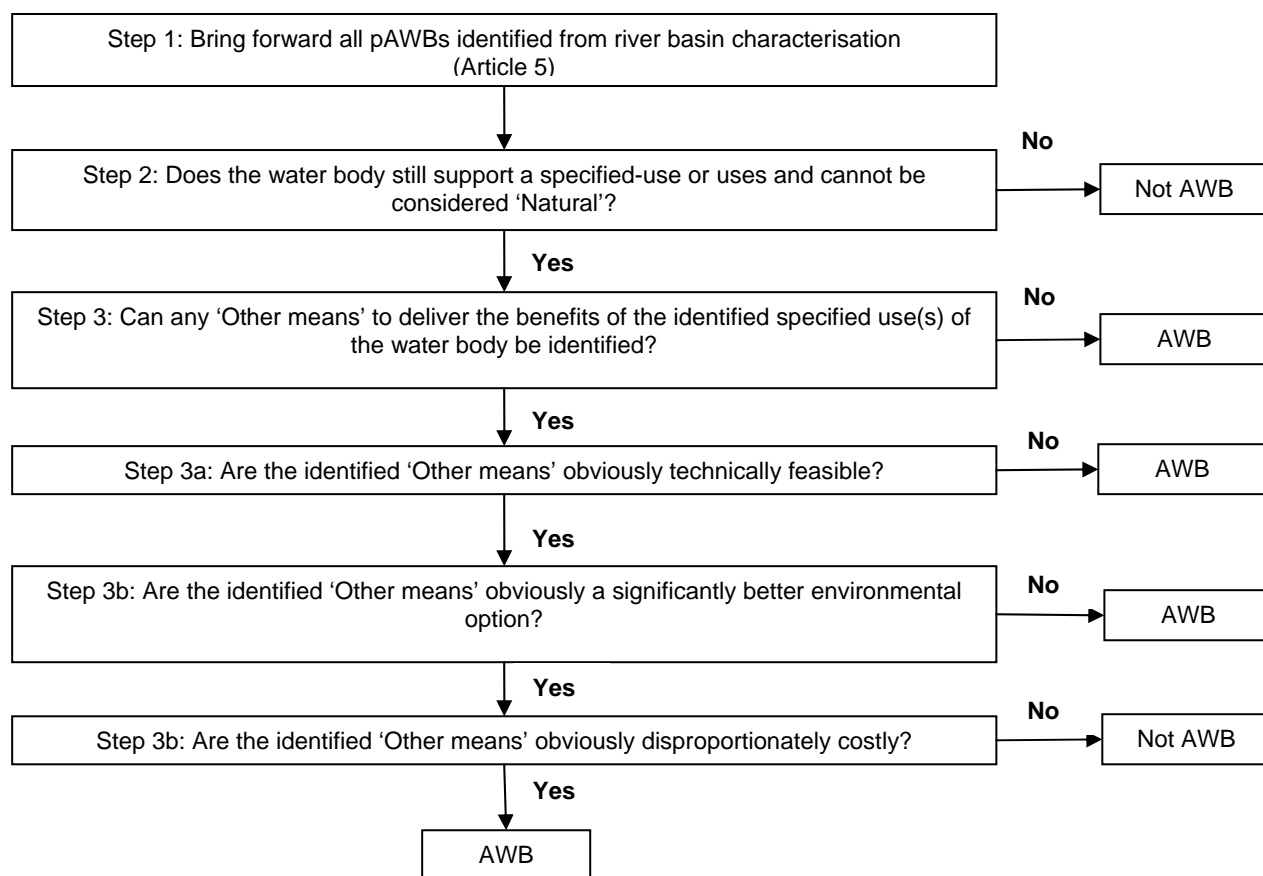 Step 1: Bring forward all pAWBs identified from river basin characterisation
(Article 5)
No
Step 2: Does the water body still support a specified-use or uses and cannot be
considered ‘Natural’?
Not AWB
Yes
No
Step 3: Can any ‘Other means’ to deliver the benefits of the identified specified use(s) of
the water body be identified?
AWB
Yes
No
Step 3a: Are the identified ‘Other means’ obviously technically feasible?
AWB
Yes
No
Step 3b: Are the identified ‘Other means’ obviously a significantly better environmental
option?
AWB
Yes
No
Step 3b: Are the identified ‘Other means’ obviously disproportionately costly?
Not AWB
Yes
AWB